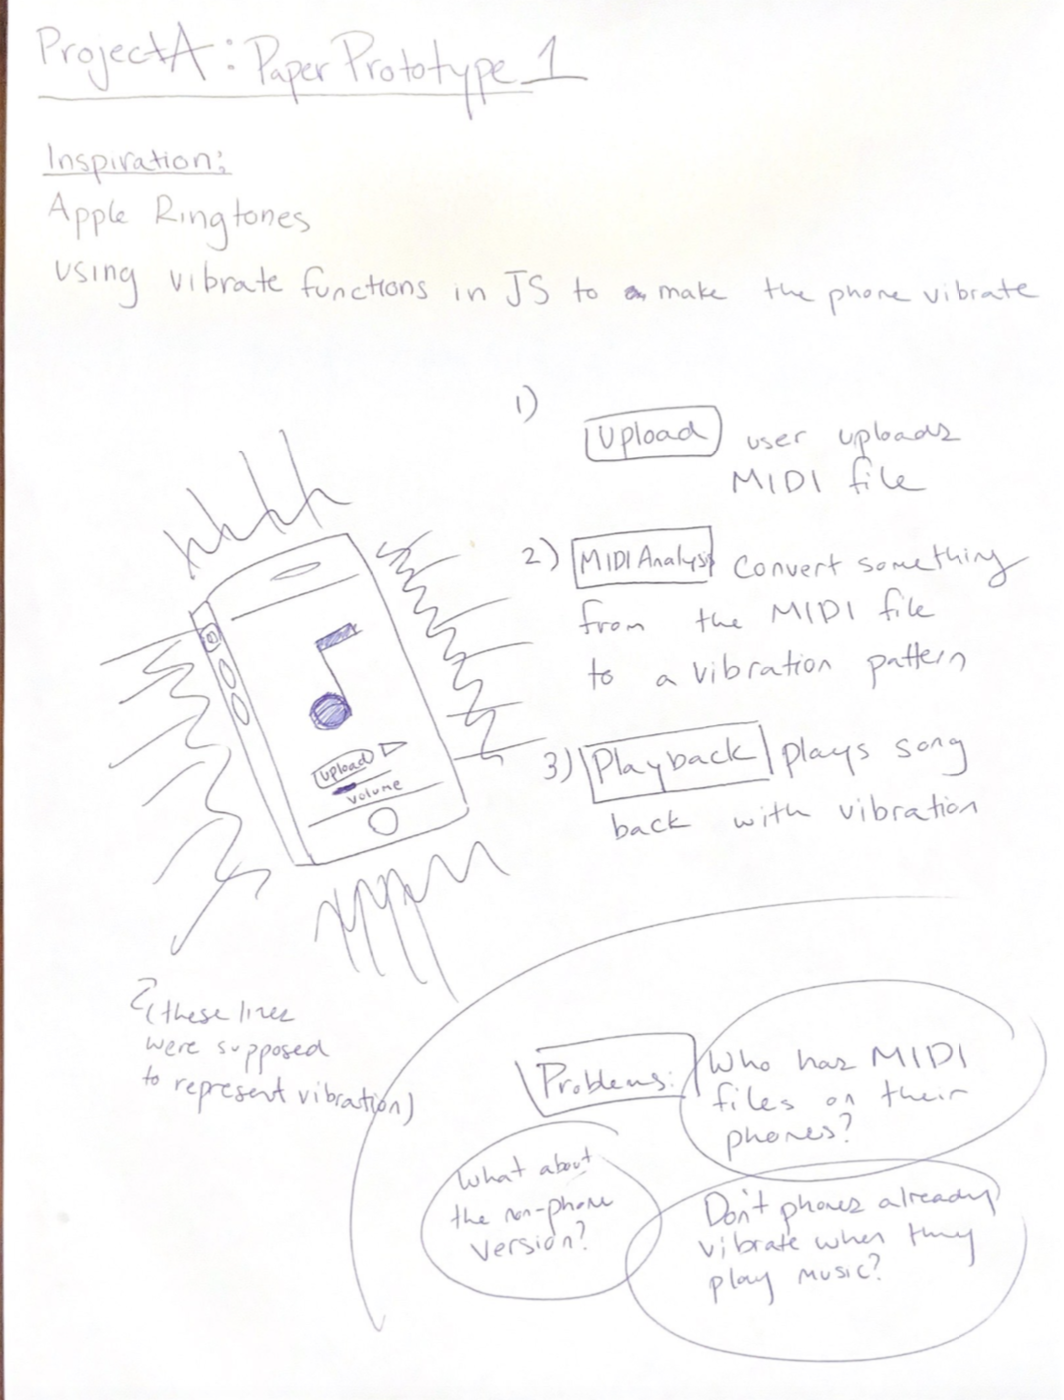 ProjectA: Paper Prototype 1
Inspiration:
Apple Ringtones
using vibrate functions in JS to make the phone vibrate
1)
Upload user uploads
MIDI file
2) MIDI Analysis convert something
from the MIDI file
to a vibration pattern
3) Playback plays song
back with vibration
Upload
volume
(these lines
were supposed
to represent vibration)
Problems:
Who has MIDI
files on their
phones?
What about
the non-phone
version?
Don't phones already
vibrate when they
play music?